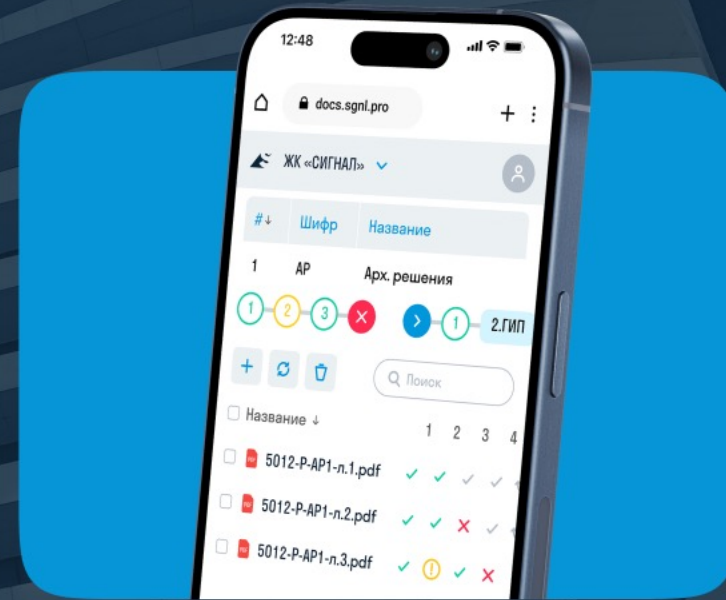 12:48
docs.sgnl.pro
ЖК «СИГНАЛ»
#↓ Шифр Название
1 АР Арх. решения
1 2 3 1 2.ГИП
Поиск
Название ↓ 1 2 3 4
5012-Р-АР1-л.1.pdf
5012-Р-АР1-л.2.pdf
5012-Р-АР1-л.3.pdf